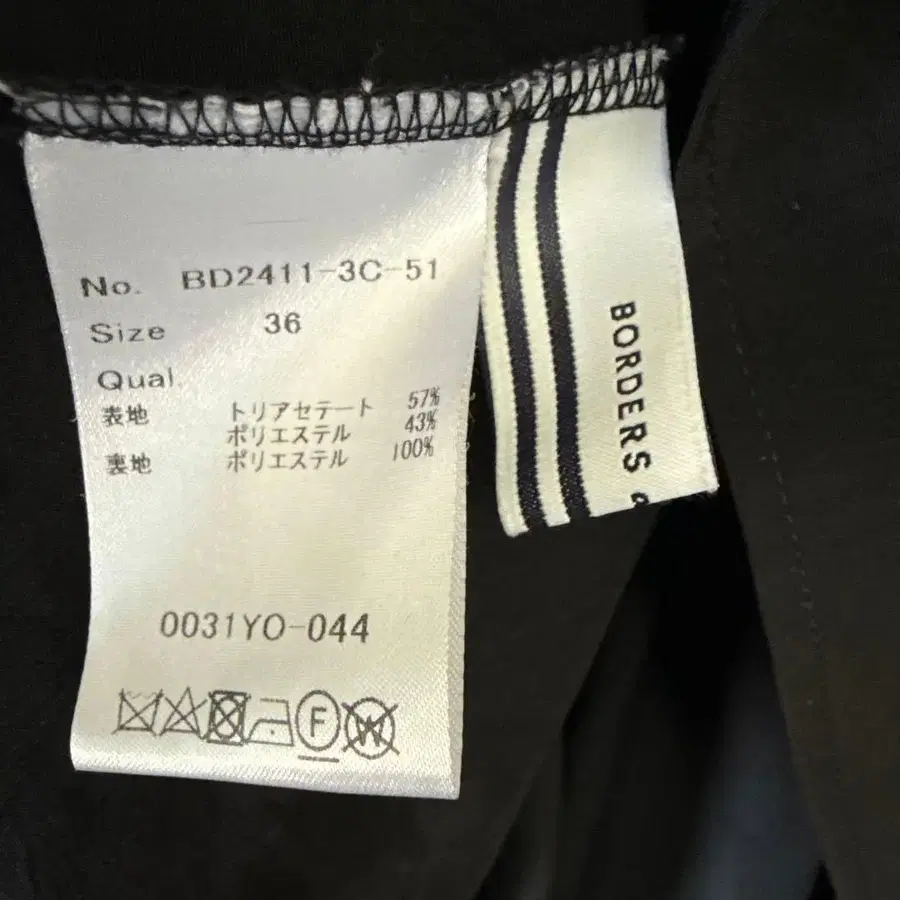 No. BD2411-3C-51
Size 36
Qual.
表地 トリアセテート 57%
ポリエステル 43%
裏地 ポリエステル 100%
0031YO-044
F
W
BORDERS